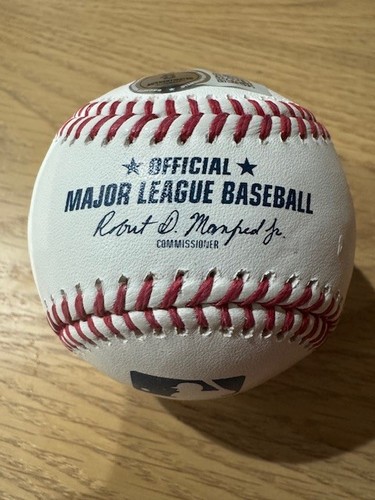 ★ OFFICIAL ★
MAJOR LEAGUE BASEBALL
Robert D. Manfred Jr.
COMMISSIONER